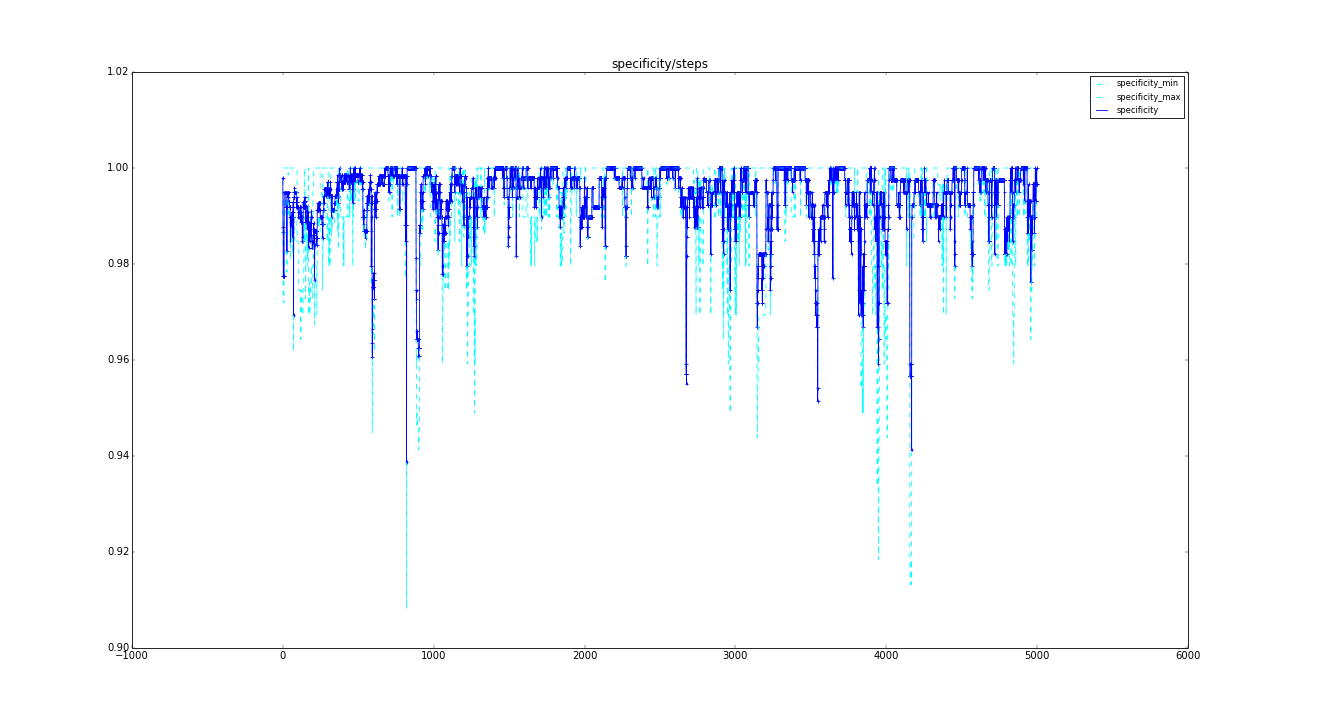 specificity/steps
1.02
1.00
0.98
0.96
0.94
0.92
0.90
specificity_min
specificity_max
specificity
−1000 0 1000 2000 3000 4000 5000 6000